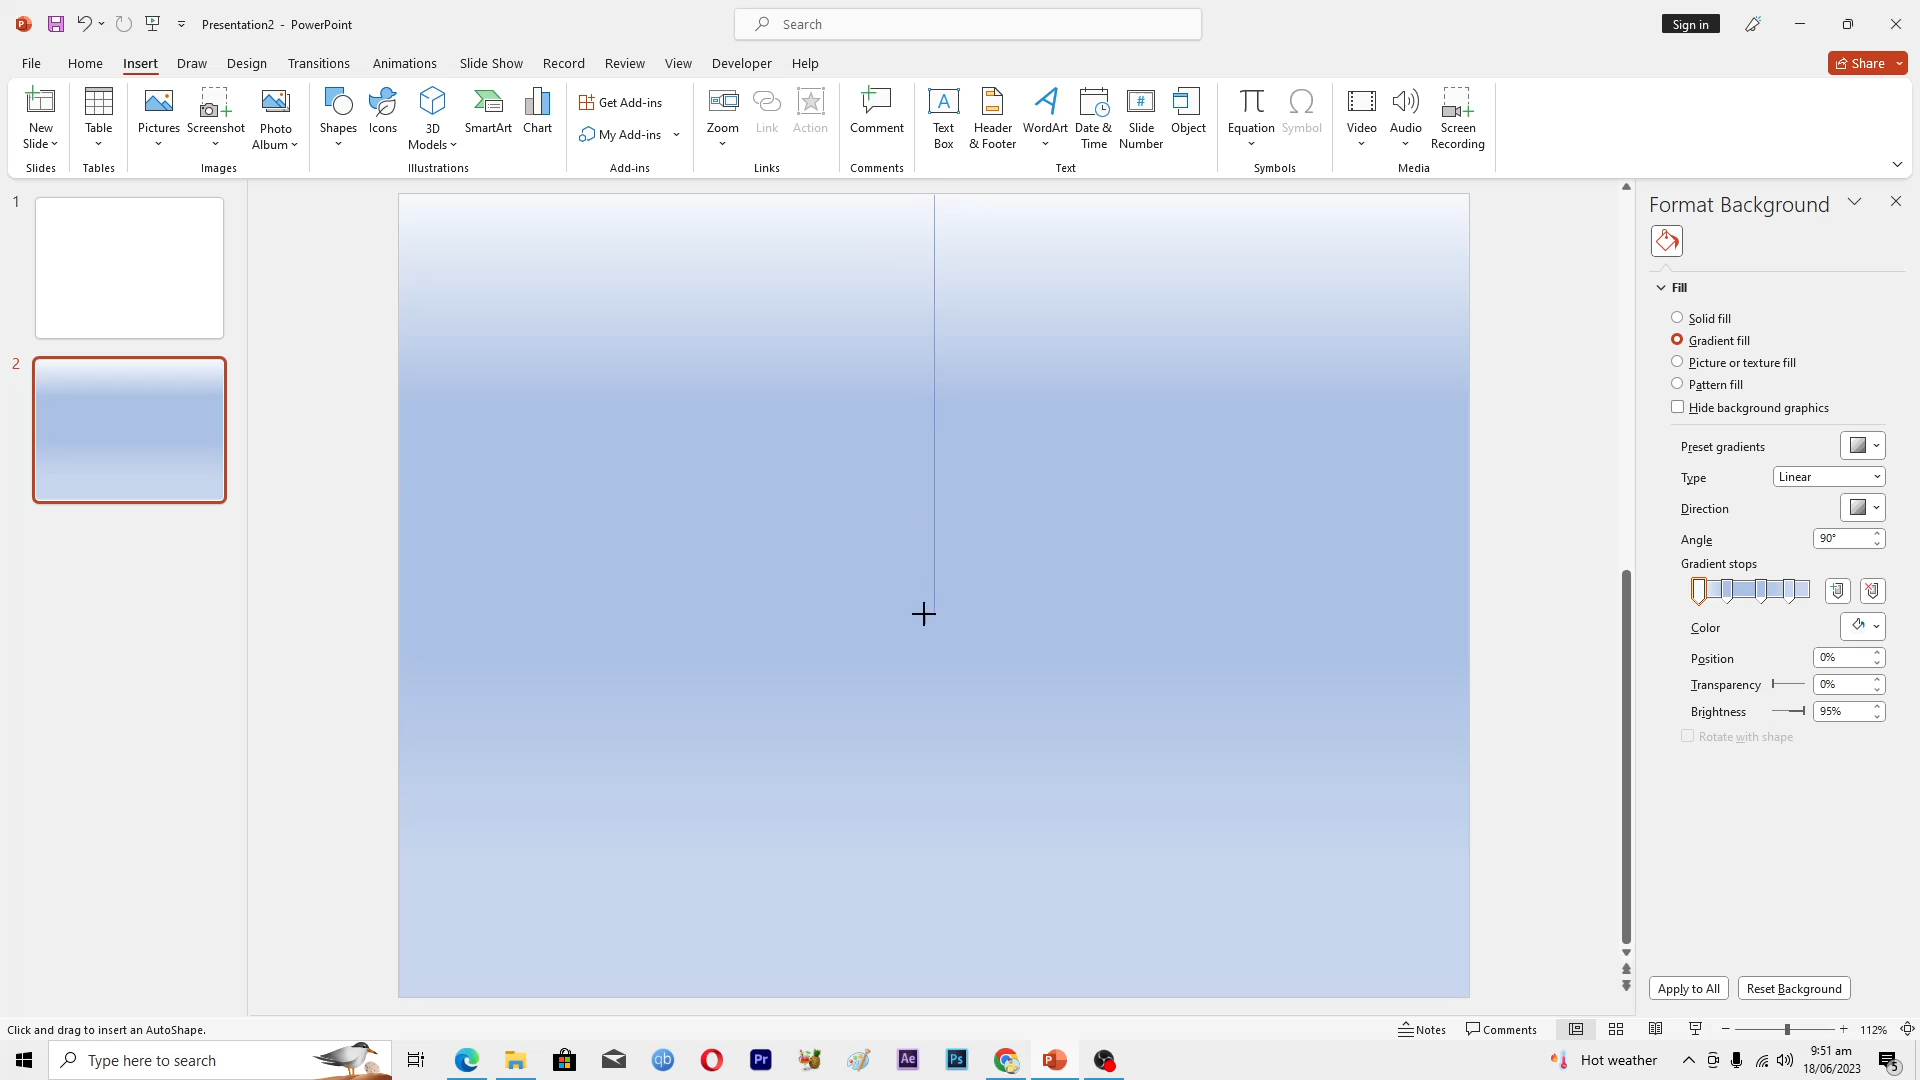 Presentation2 - PowerPoint
Search
Sign in
File Home Insert Draw Design Transitions Animations Slide Show Record Review View Developer Help
Share
New Slide
Table
Pictures
Screenshot
Photo Album
Shapes
Icons
3D Models
SmartArt
Chart
Get Add-ins
My Add-ins
Zoom
Link
Action
Comment
Text Box
Header & Footer
WordArt
Date & Time
Slide Number
Object
Equation
Symbol
Video
Audio
Screen Recording
Slides Tables Images Illustrations Add-ins Links Comments Text Symbols Media
1
2
Format Background
Fill
Solid fill
Gradient fill
Picture or texture fill
Pattern fill
Hide background graphics
Preset gradients
Type Linear
Direction
Angle 90°
Gradient stops
Color
Position 0%
Transparency 0%
Brightness 95%
Rotate with shape
Apply to All Reset Background
Click and drag to insert an AutoShape.
Notes Comments 112%
Type here to search
qb
Pr
Ae
Ps
Hot weather
9:51 am
18/06/2023
5